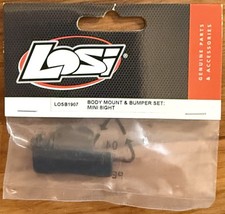 LOSI
GENUINE PARTS
& ACCESSORIES
LOSB1907
BODY MOUNT & BUMPER SET:
MINI 8IGHT